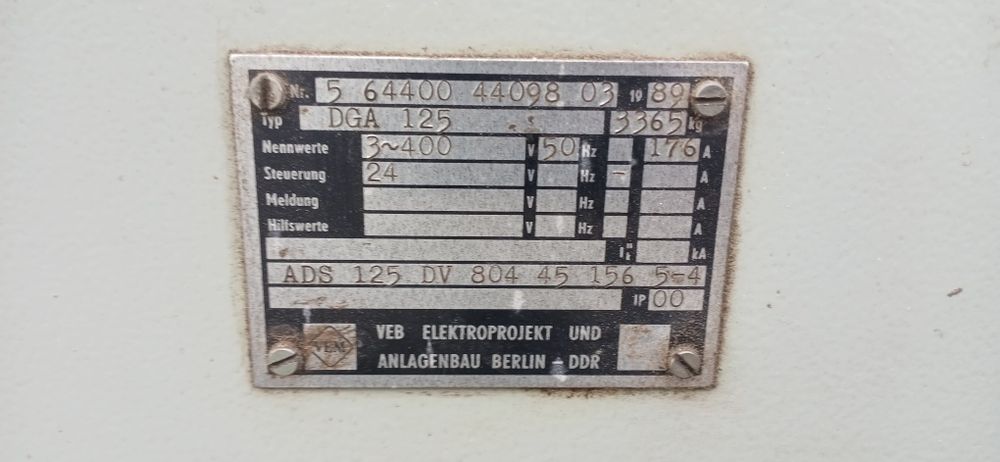 Nr. 5 64400 44098 03 19 89
Typ DGA 125 3365 kg
Nennwerte 3~400 V 50 Hz 176 A
Steuerung 24 V Hz - A
Meldung V Hz A
Hilfswerte V Hz A
I"k kA
ADS 125 DV 804 45 156 5-4
IP 00
VEM VEB ELEKTROPROJEKT UND
ANLAGENBAU BERLIN - DDR